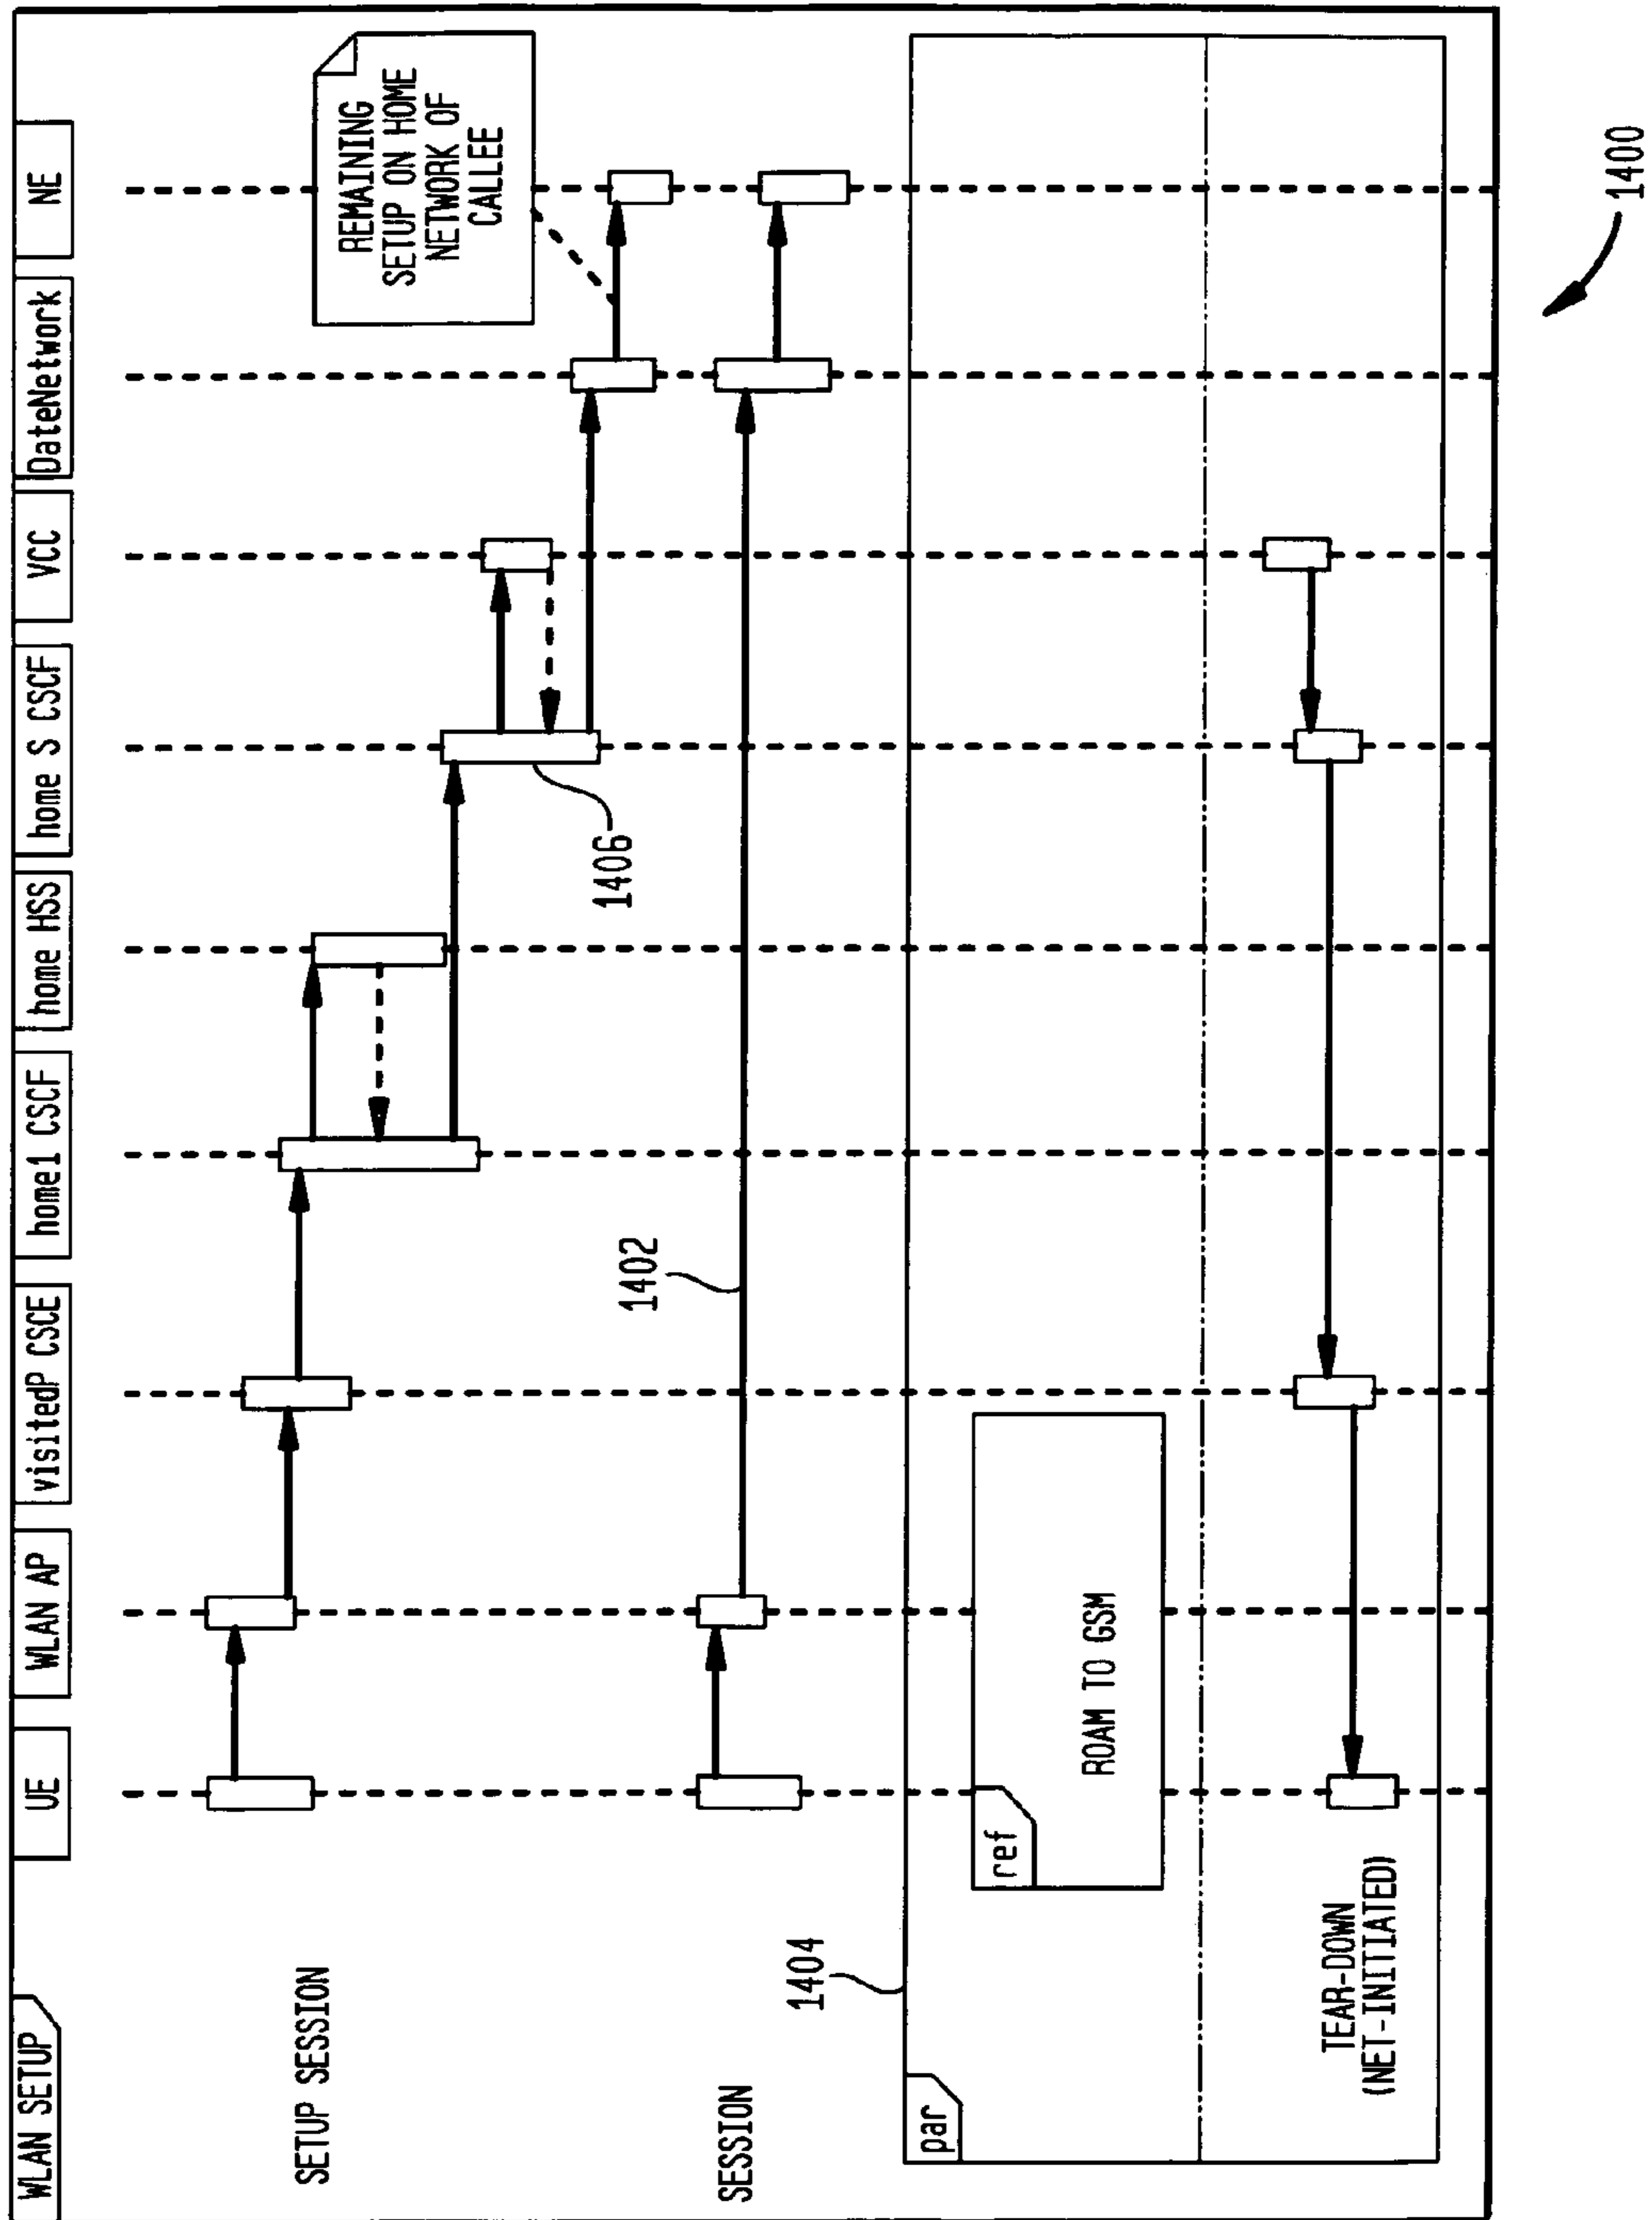 WLAN SETUP
UE
WLAN AP
visitedP CSCE
home1 CSCF
home HSS
home S CSCF
VCC
DateNetwork
NE
SETUP SESSION
REMAINING
SETUP ON HOME
NETWORK OF
CALLEE
1406
SESSION
1402
1404
par
ref
ROAM TO GSM
TEAR-DOWN
(NET-INITIATED)
1400